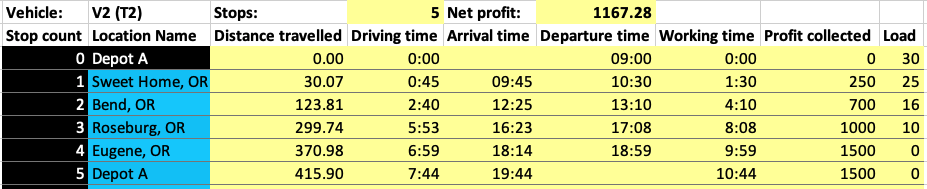 Vehicle: V2 (T2) Stops: 5 Net profit: 1167.28
Stop count Location Name Distance travelled Driving time Arrival time Departure time Working time Profit collected Load
0 Depot A 0.00 0:00 09:00 0:00 0 30
1 Sweet Home, OR 30.07 0:45 09:45 10:30 1:30 250 25
2 Bend, OR 123.81 2:40 12:25 13:10 4:10 700 16
3 Roseburg, OR 299.74 5:53 16:23 17:08 8:08 1000 10
4 Eugene, OR 370.98 6:59 18:14 18:59 9:59 1500 0
5 Depot A 415.90 7:44 19:44 10:44 1500 0